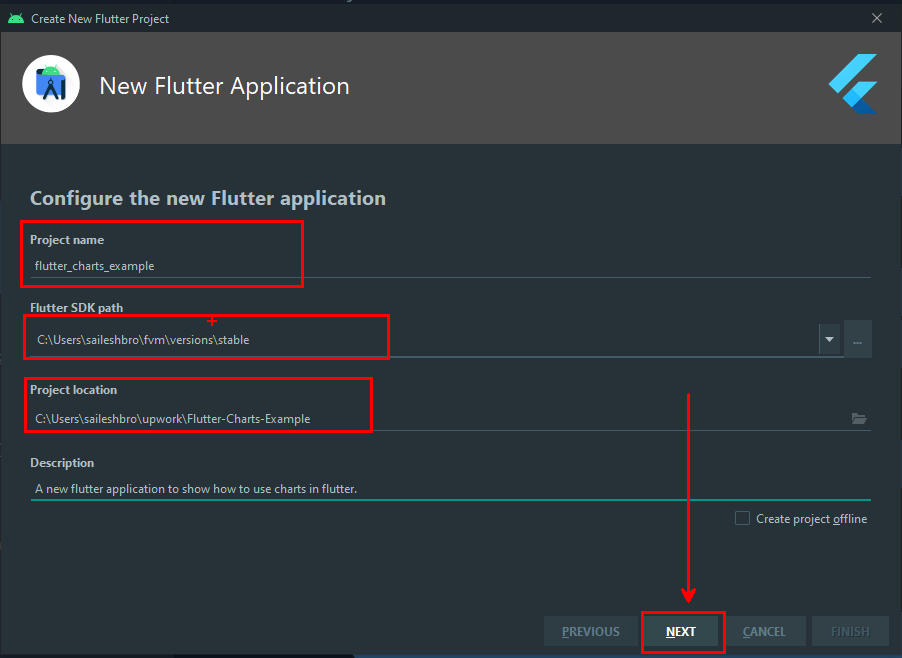 Create New Flutter Project
New Flutter Application
Configure the new Flutter application
Project name
flutter_charts_example
Flutter SDK path
C:\Users\saileshbro\fvm\versions\stable
...
Project location
C:\Users\saileshbro\upwork\Flutter-Charts-Example
Description
A new flutter application to show how to use charts in flutter.
Create project offline
PREVIOUS NEXT CANCEL FINISH